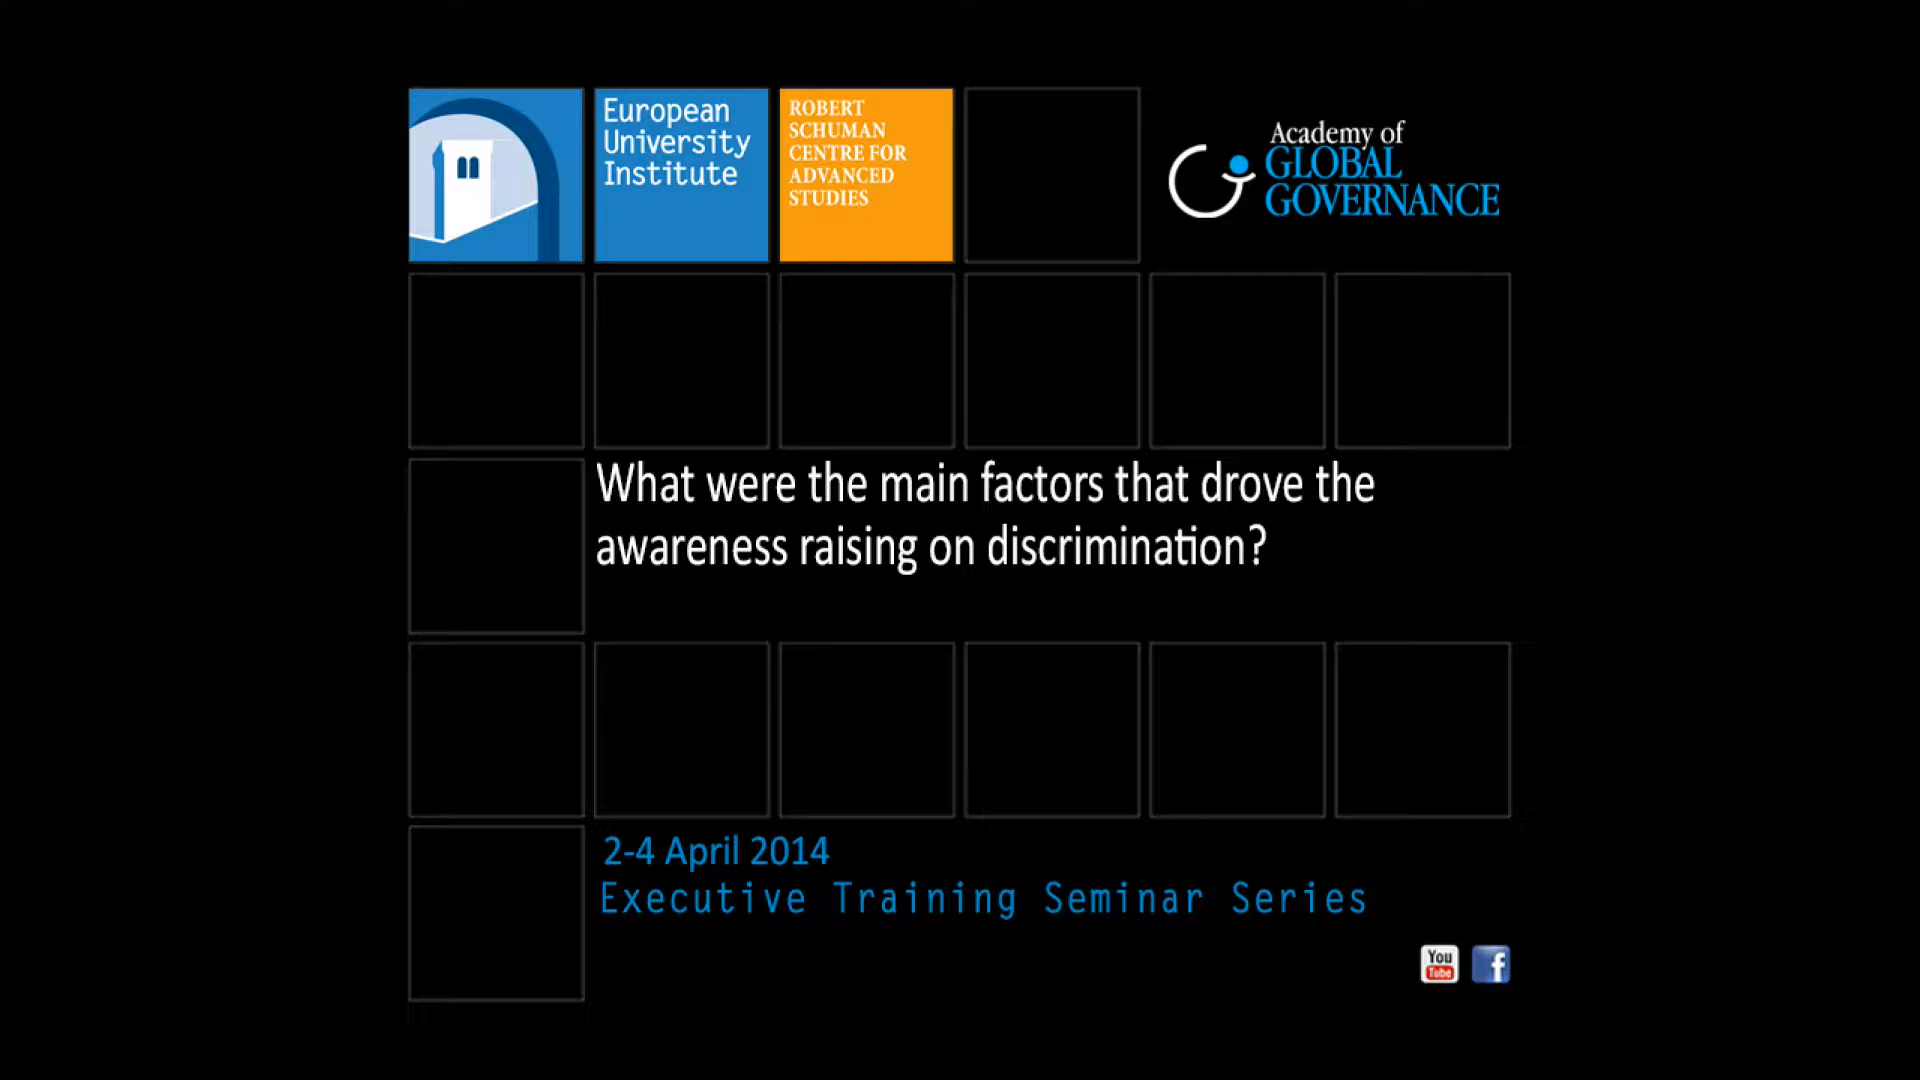 European
University
Institute
ROBERT
SCHUMAN
CENTRE FOR
ADVANCED
STUDIES
Academy of
GLOBAL
GOVERNANCE
What were the main factors that drove the
awareness raising on discrimination?
2-4 April 2014
Executive Training Seminar Series
You
Tube
f